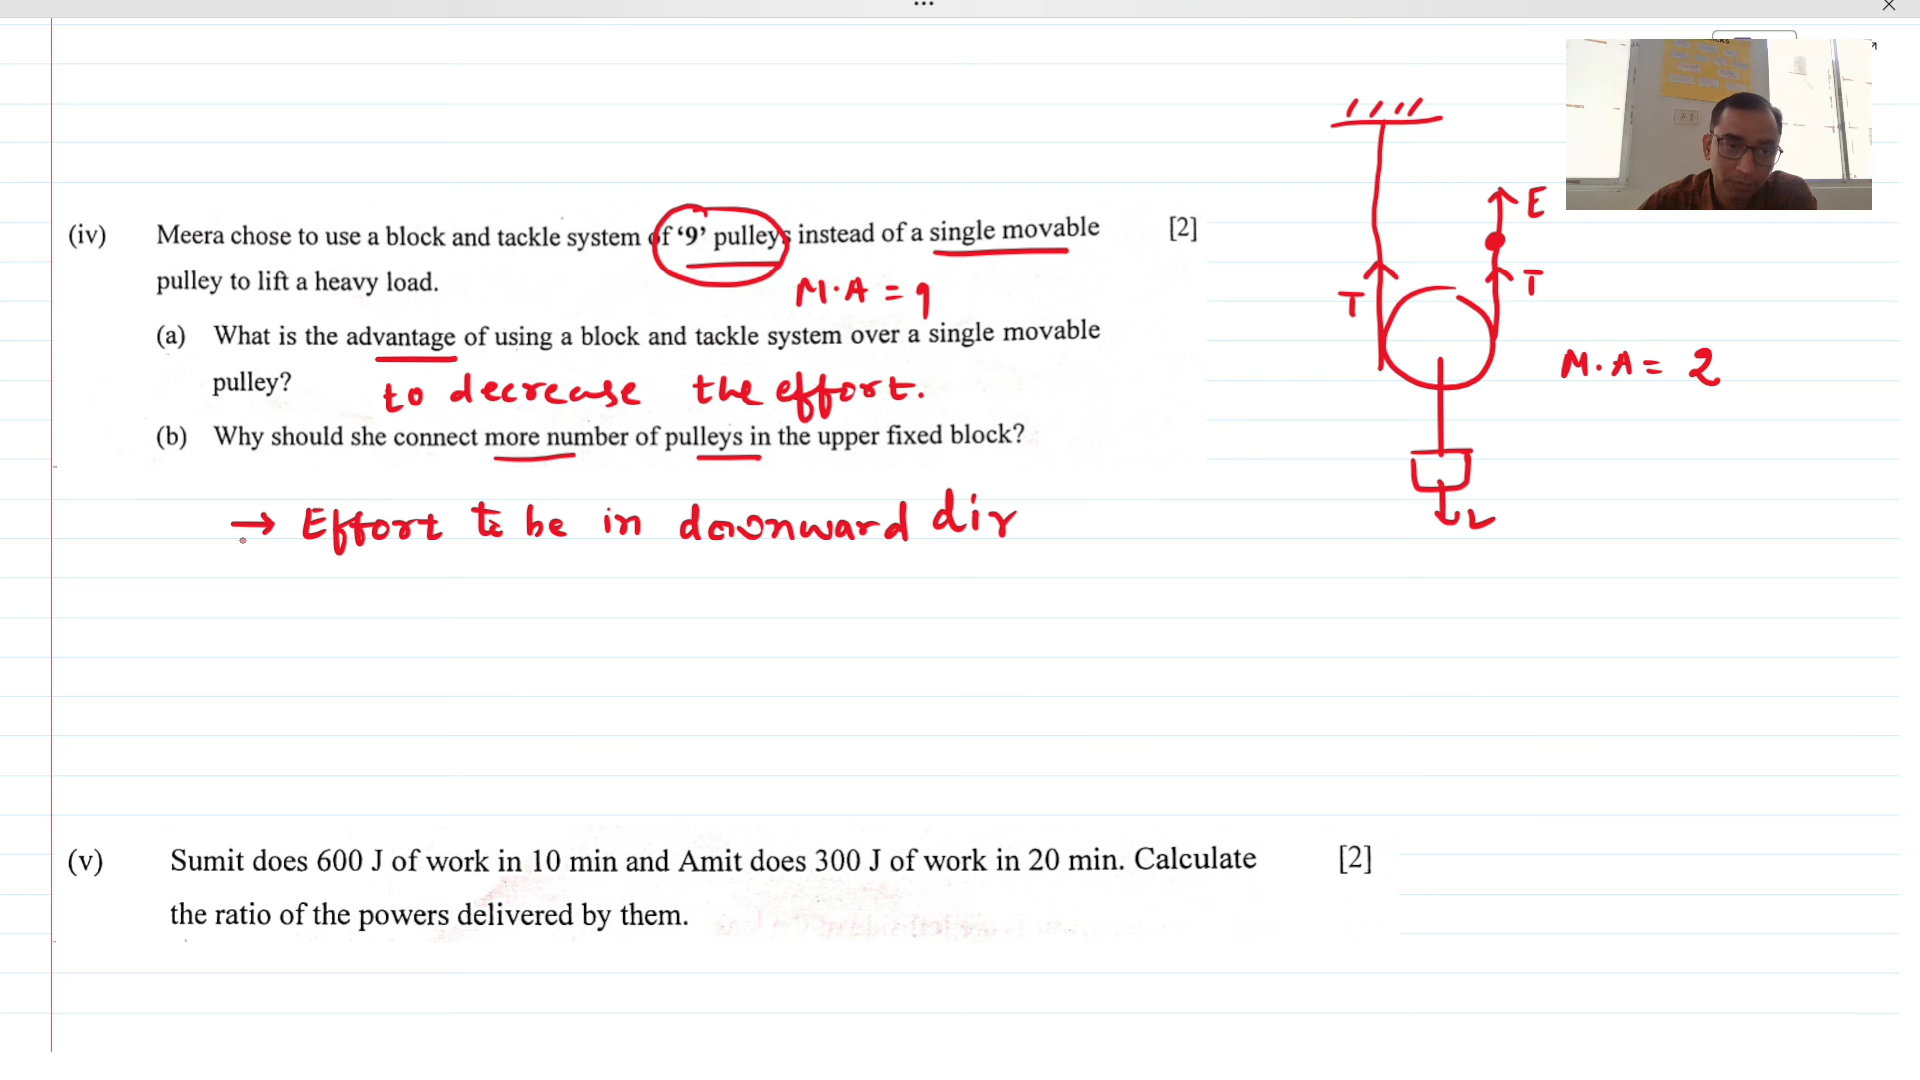 (iv) Meera chose to use a block and tackle system of ‘9’ pulleys instead of a single movable [2]
pulley to lift a heavy load.
M.A = 9
(a) What is the advantage of using a block and tackle system over a single movable
pulley?
to decrease the effort.
(b) Why should she connect more number of pulleys in the upper fixed block?
→ Effort to be in downward dir
E
T
T
M.A = 2
L
(v) Sumit does 600 J of work in 10 min and Amit does 300 J of work in 20 min. Calculate [2]
the ratio of the powers delivered by them.